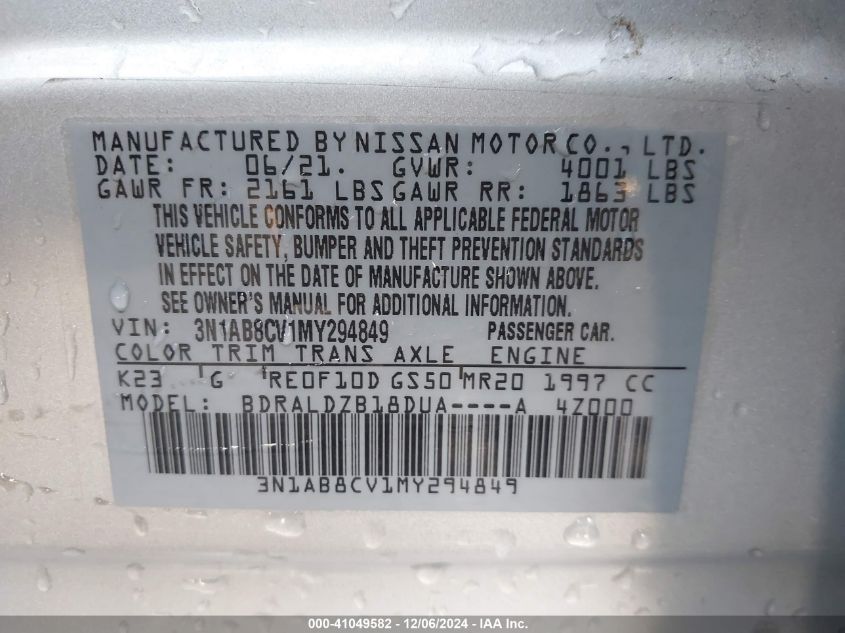 MANUFACTURED BY NISSAN MOTOR CO., LTD.
DATE: 06/21. GVWR: 4001 LBS
GAWR FR: 2161 LBS GAWR RR: 1863 LBS
THIS VEHICLE CONFORMS TO ALL APPLICABLE FEDERAL MOTOR
VEHICLE SAFETY, BUMPER AND THEFT PREVENTION STANDARDS
IN EFFECT ON THE DATE OF MANUFACTURE SHOWN ABOVE.
SEE OWNER'S MANUAL FOR ADDITIONAL INFORMATION.
VIN: 3N1AB8CV1MY294849 PASSENGER CAR.
COLOR TRIM TRANS AXLE ENGINE
K23 G RE0F10D GS50 MR20 1997 CC
MODEL: BDRALDZB18DUA----A 4Z000
3N1AB8CV1MY294849
000-41049582 - 12/06/2024 - IAA Inc.